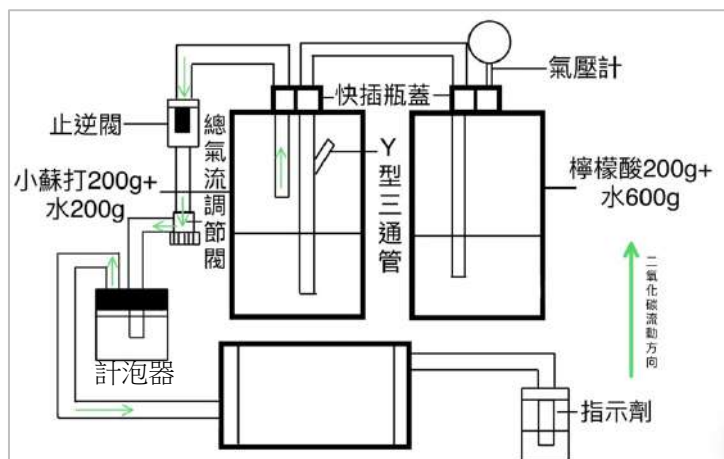 氣壓計
快插瓶蓋
止逆閥
總氣流調節閥
Y型三通管
小蘇打200g+
水200g
檸檬酸200g+
水600g
二氧化碳流動方向
計泡器
指示劑